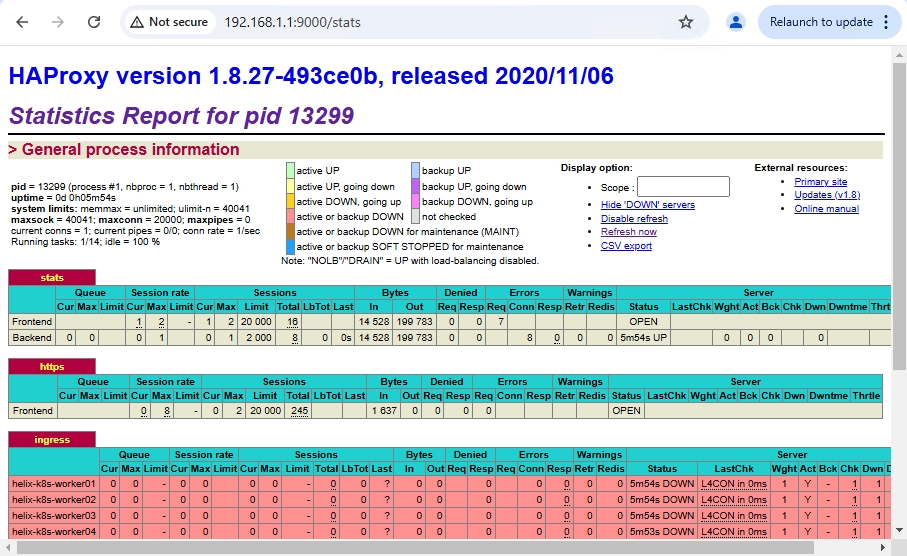 Not secure 192.168.1.1:9000/stats Relaunch to update
HAProxy version 1.8.27-493ce0b, released 2020/11/06
Statistics Report for pid 13299
> General process information
pid = 13299 (process #1, nbproc = 1, nbthread = 1)
uptime = 0d 0h05m54s
system limits: memmax = unlimited; ulimit-n = 40041
maxsock = 40041; maxconn = 20000; maxpipes = 0
current conns = 1; current pipes = 0/0; conn rate = 1/sec
Running tasks: 1/14; idle = 100 %
active UP backup UP
active UP, going down backup UP, going down
active DOWN, going up backup DOWN, going up
active or backup DOWN not checked
active or backup DOWN for maintenance (MAINT)
active or backup SOFT STOPPED for maintenance
Note: "NOLB"/"DRAIN" = UP with load-balancing disabled.
Display option:
• Scope :
• Hide 'DOWN' servers
• Disable refresh
• Refresh now
• CSV export
External resources:
• Primary site
• Updates (v1.8)
• Online manual
stats
Queue Session rate Sessions Bytes Denied Errors Warnings Server
Cur Max Limit Cur Max Limit Cur Max Limit Total LbTot Last In Out Req Resp Req Conn Resp Retr Redis Status LastChk Wght Act Bck Chk Dwn Dwntme Thrt
Frontend 1 2 - 1 2 20 000 16 14 528 199 783 0 0 7 OPEN
Backend 0 0 0 1 0 1 2 000 8 0 0s 14 528 199 783 0 0 8 0 0 0 5m54s UP 0 0 0 0
https
Queue Session rate Sessions Bytes Denied Errors Warnings Server
Cur Max Limit Cur Max Limit Cur Max Limit Total LbTot Last In Out Req Resp Req Conn Resp Retr Redis Status LastChk Wght Act Bck Chk Dwn Dwntme Thrtle
Frontend 0 8 - 0 2 20 000 245 1 637 0 0 0 0 OPEN
ingress
Queue Session rate Sessions Bytes Denied Errors Warnings Server
Cur Max Limit Cur Max Limit Cur Max Limit Total LbTot Last In Out Req Resp Req Conn Resp Retr Redis Status LastChk Wght Act Bck Chk Dwn D
helix-k8s-worker01 0 0 - 0 0 0 0 - 0 0 ? 0 0 0 0 0 0 0 5m54s DOWN L4CON in 0ms 1 Y - 1 1
helix-k8s-worker02 0 0 - 0 0 0 0 - 0 0 ? 0 0 0 0 0 0 0 5m54s DOWN L4CON in 0ms 1 Y - 1 1
helix-k8s-worker03 0 0 - 0 0 0 0 - 0 0 ? 0 0 0 0 0 0 0 5m54s DOWN L4CON in 0ms 1 Y - 1 1
helix-k8s-worker04 0 0 - 0 0 0 0 - 0 0 ? 0 0 0 0 0 0 0 5m53s DOWN L4CON in 0ms 1 Y - 1 1